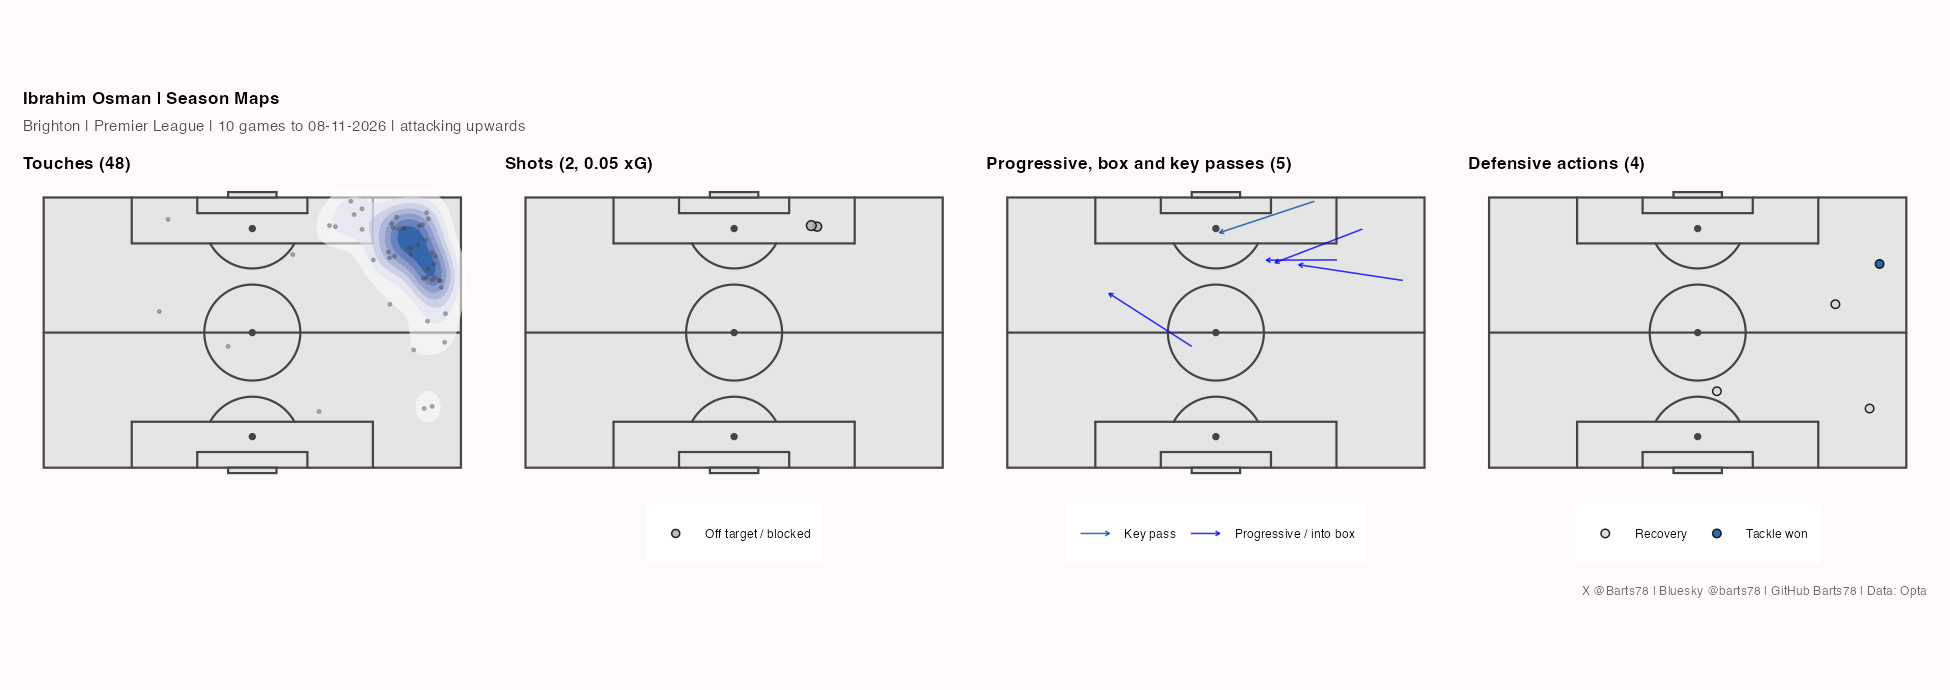 Ibrahim Osman | Season Maps
Brighton | Premier League | 10 games to 08-11-2026 | attacking upwards
Touches (48)
Shots (2, 0.05 xG)
Progressive, box and key passes (5)
Defensive actions (4)
Off target / blocked
Key pass
Progressive / into box
Recovery
Tackle won
X @Barts78 | Bluesky @barts78 | GitHub Barts78 | Data: Opta